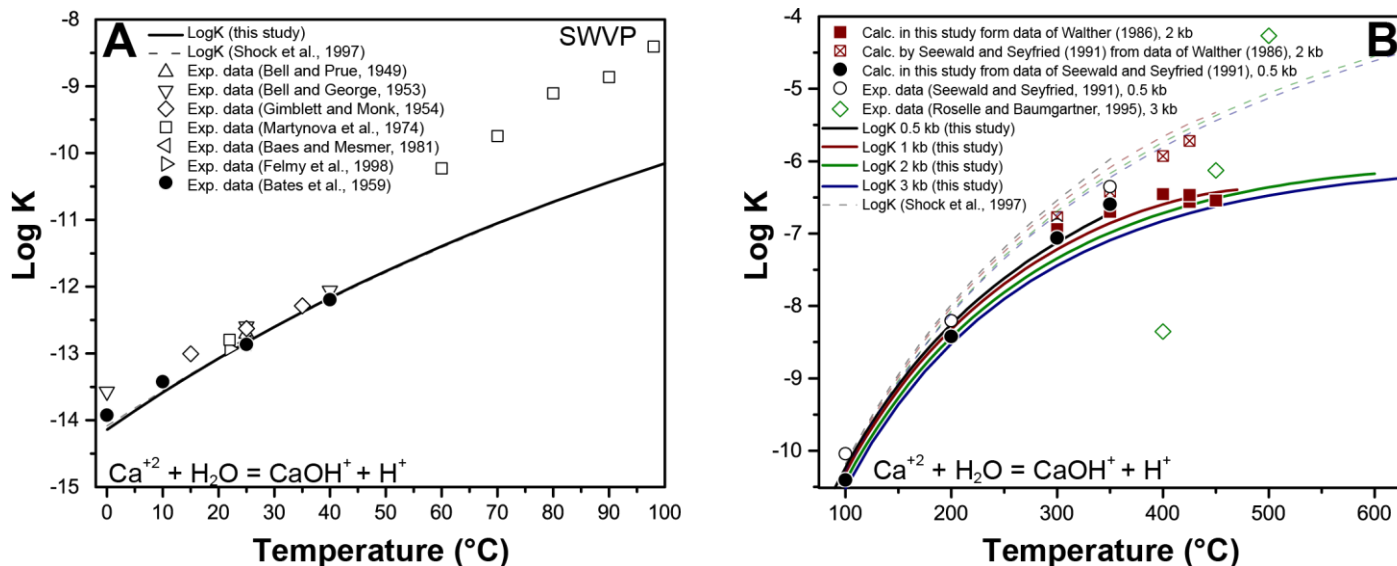 A
SWVP
LogK (this study)
LogK (Shock et al., 1997)
Exp. data (Bell and Prue, 1949)
Exp. data (Bell and George, 1953)
Exp. data (Gimblett and Monk, 1954)
Exp. data (Martynova et al., 1974)
Exp. data (Baes and Mesmer, 1981)
Exp. data (Felmy et al., 1998)
Exp. data (Bates et al., 1959)
-8
-9
-10
-11
-12
-13
-14
-15
Log K
Ca⁺² + H₂O = CaOH⁺ + H⁺
0 10 20 30 40 50 60 70 80 90 100
Temperature (°C)
B
Calc. in this study form data of Walther (1986), 2 kb
Calc. by Seewald and Seyfried (1991) from data of Walther (1986), 2 kb
Calc. in this study from data of Seewald and Seyfried (1991), 0.5 kb
Exp. data (Seewald and Seyfried, 1991), 0.5 kb
Exp. data (Roselle and Baumgartner, 1995), 3 kb
LogK 0.5 kb (this study)
LogK 1 kb (this study)
LogK 2 kb (this study)
LogK 3 kb (this study)
LogK (Shock et al., 1997)
-4
-5
-6
-7
-8
-9
-10
Log K
Ca⁺² + H₂O = CaOH⁺ + H⁺
100 200 300 400 500 600
Temperature (°C)